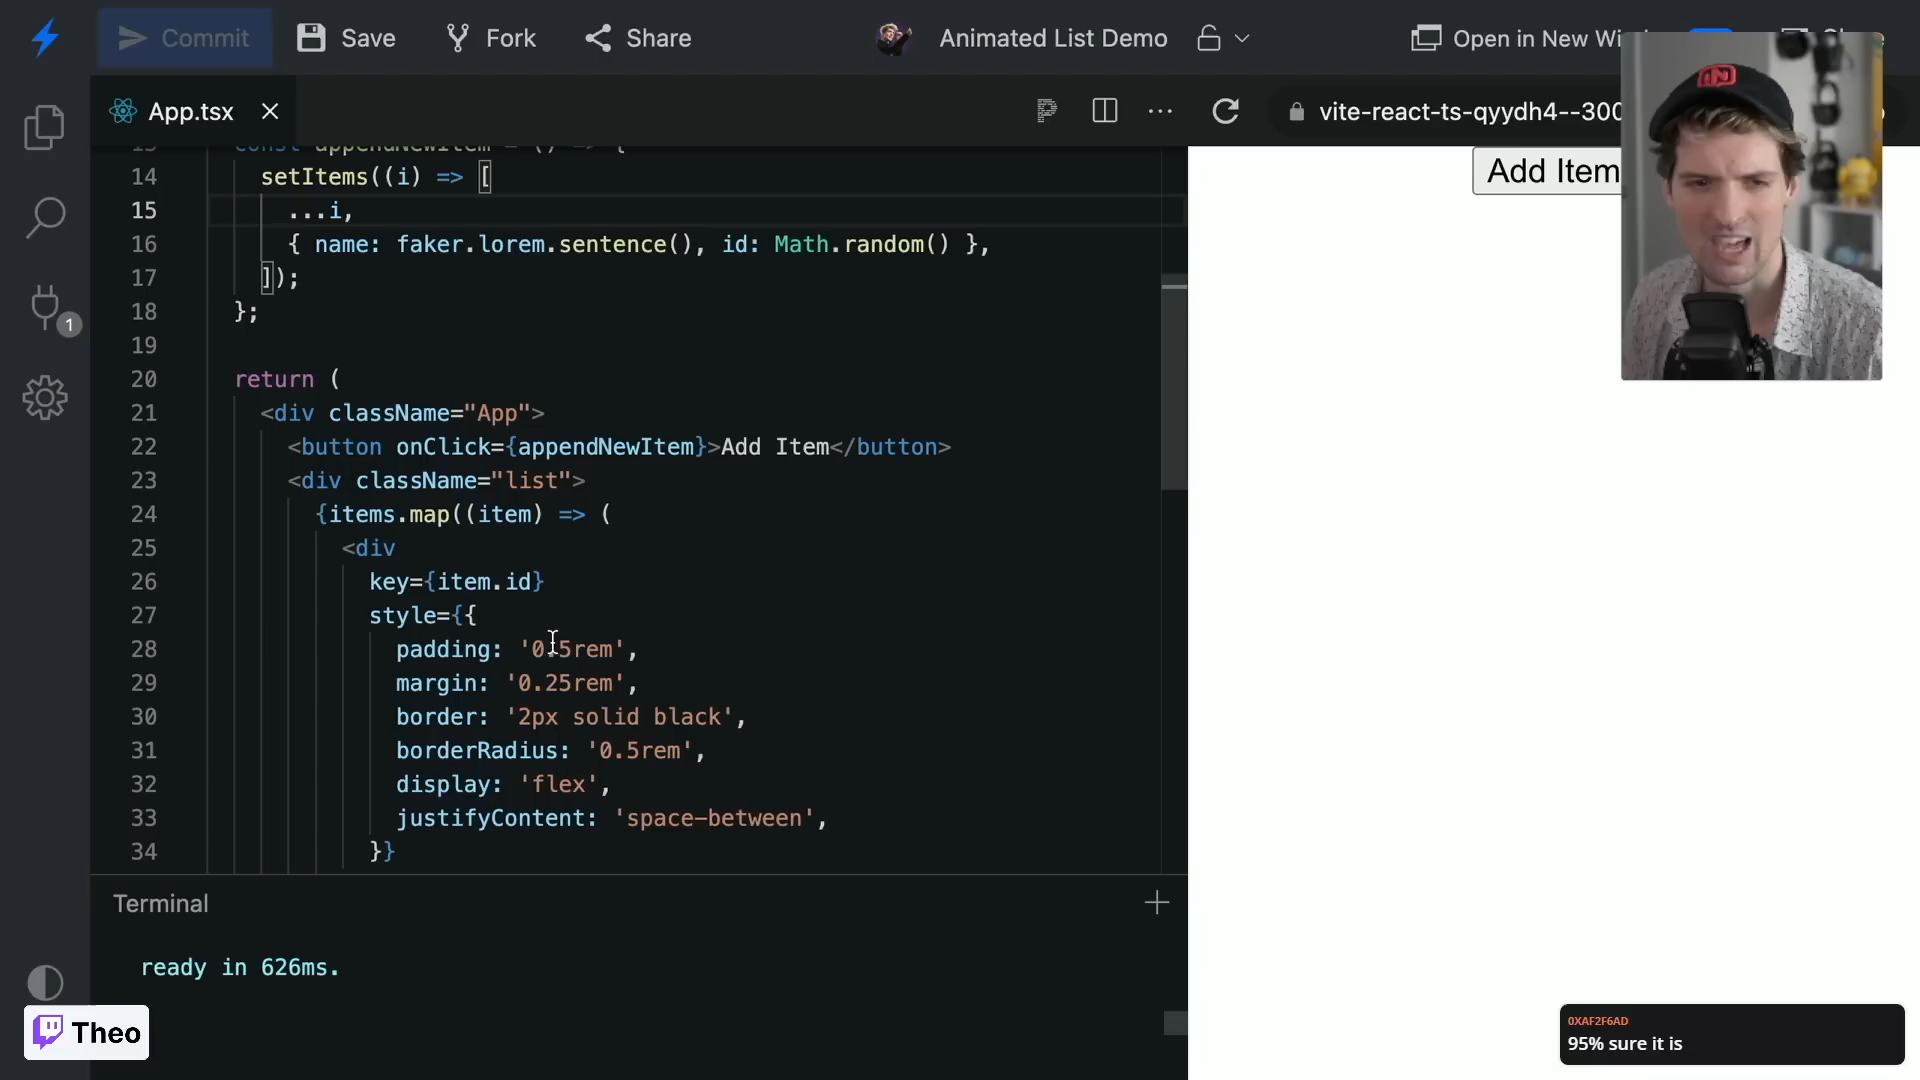 Commit
Save
Fork
Share
Animated List Demo
Open in New
App.tsx
vite-react-ts-qyydh4--300
14 setItems((i) => [
15 ...i,
16 { name: faker.lorem.sentence(), id: Math.random() },
17 ]);
18 };
19
20 return (
21 <div className="App">
22 <button onClick={appendNewItem}>Add Item</button>
23 <div className="list">
24 {items.map((item) => (
25 <div
26 key={item.id}
27 style={{
28 padding: '0.5rem',
29 margin: '0.25rem',
30 border: '2px solid black',
31 borderRadius: '0.5rem',
32 display: 'flex',
33 justifyContent: 'space-between',
34 }}
1
Add Item
Terminal
ready in 626ms.
Theo
0XAF2F6AD
95% sure it is